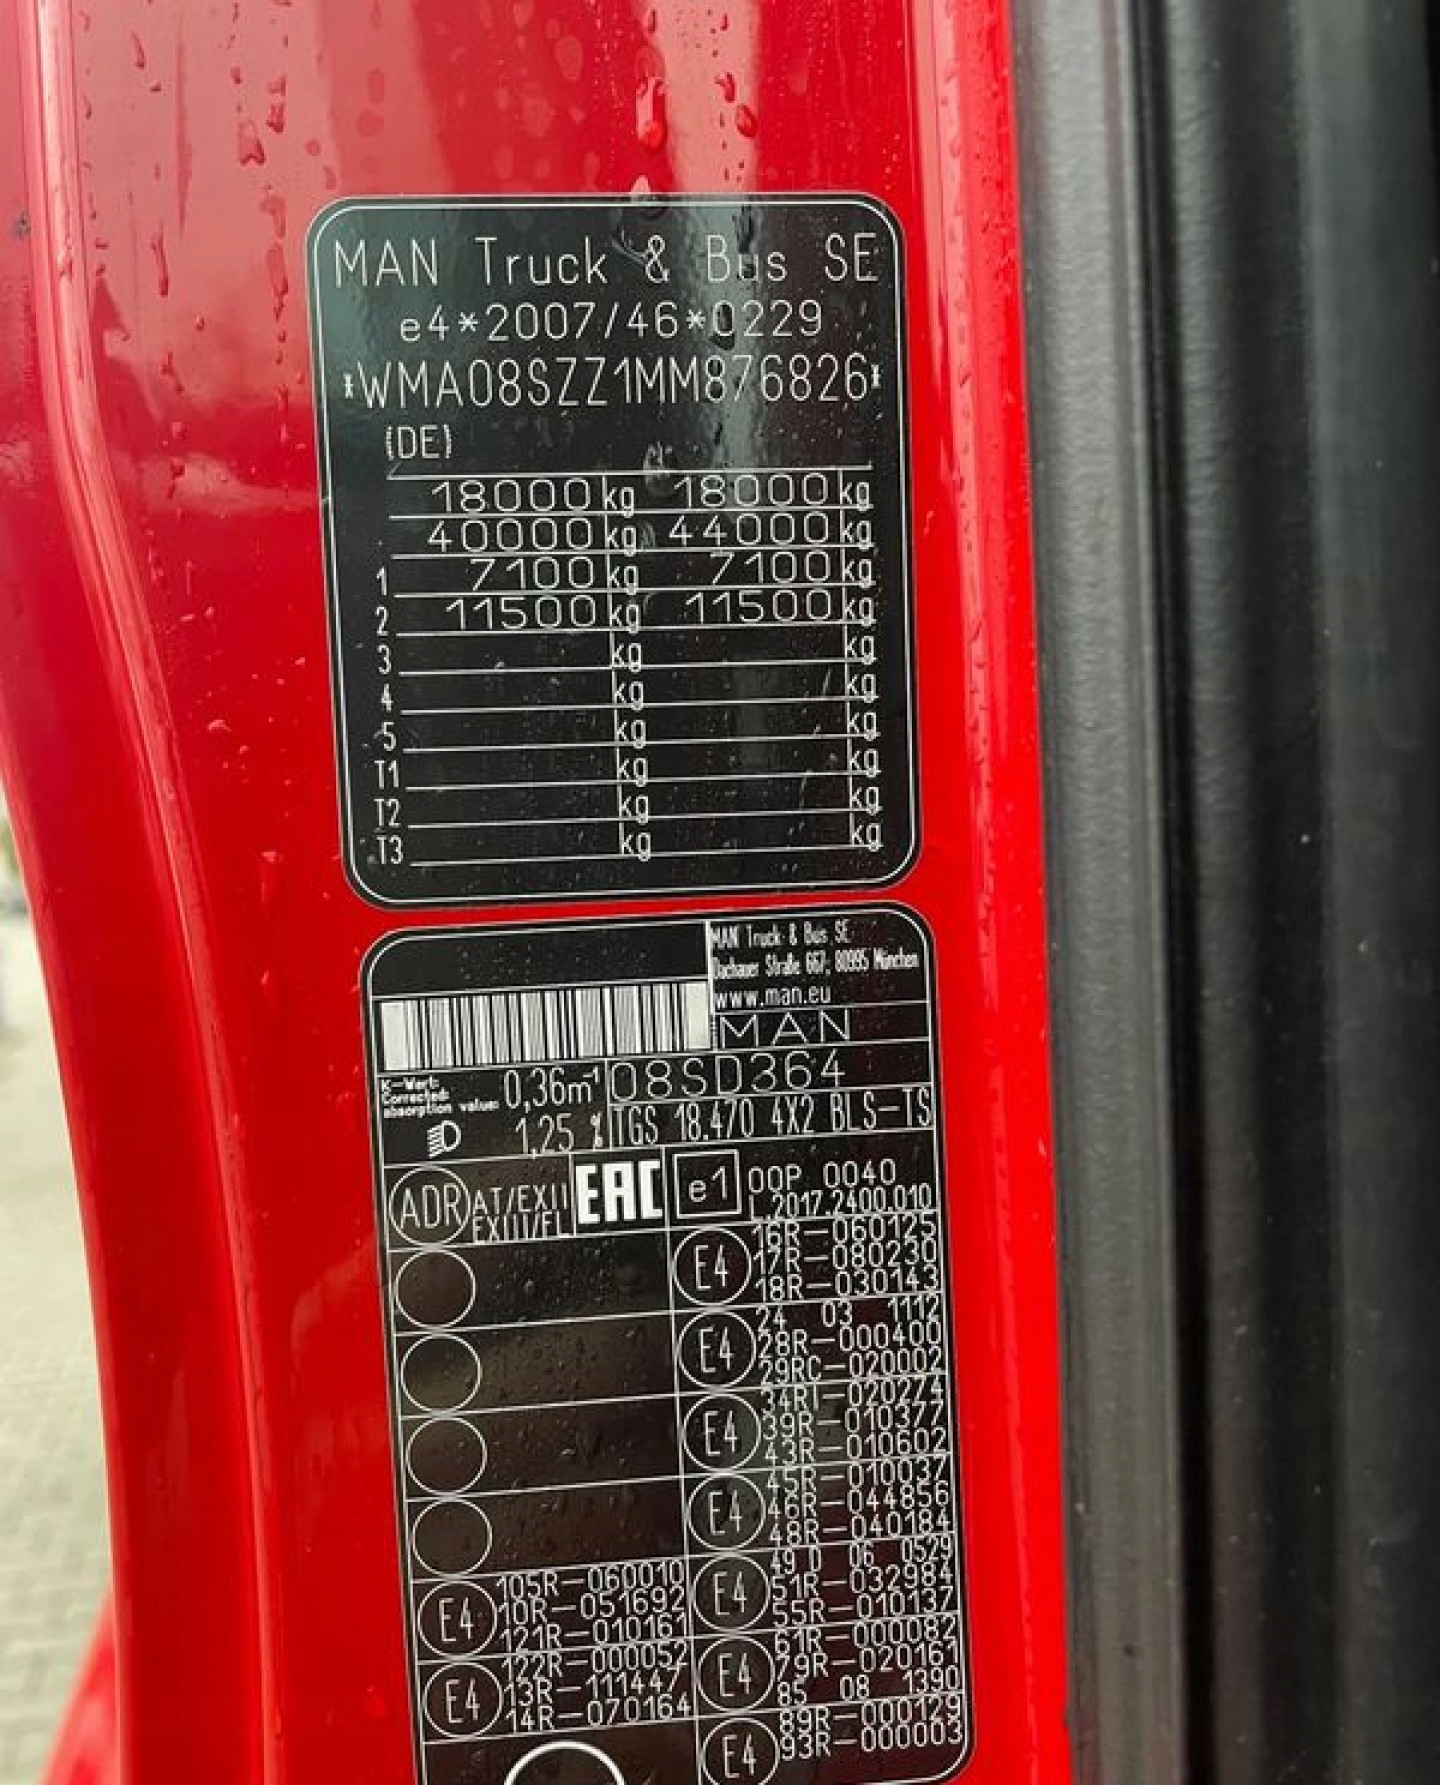 MAN Truck & Bus SE
e4*2007/46*0229
*WMA08SZZ1MM876826*
(DE)
18000 kg 18000 kg
40000 kg 44000 kg
1 7100 kg 7100 kg
2 11500 kg 11500 kg
3 kg kg
4 kg kg
5 kg kg
T1 kg kg
T2 kg kg
T3 kg kg
MAN Truck & Bus SE
Dachauer Straße 667; 80995 München
www.man.eu
MAN
K-Wert:
Corrected
absorption value: 0,36m⁻¹
08SD364
1,25 %
TGS 18.470 4X2 BLS-TS
ADR AT/EXII
EXIII/FL
EAC
e1 00P 0040
L.2017.2400.010
E4 16R-060125
17R-080230
18R-030143
E4 24 03 1112
28R-000400
29RC-020002
E4 34RI-020274
39R-010377
43R-010602
E4 45R-010037
46R-044856
48R-040184
E4 49 D 06 0529
51R-032984
55R-010137
E4 61R-000082
79R-020161
85 08 1390
E4 89R-000129
93R-000003
E4 105R-060010
10R-051692
121R-010161
E4 122R-000052
13R-111447
14R-070164